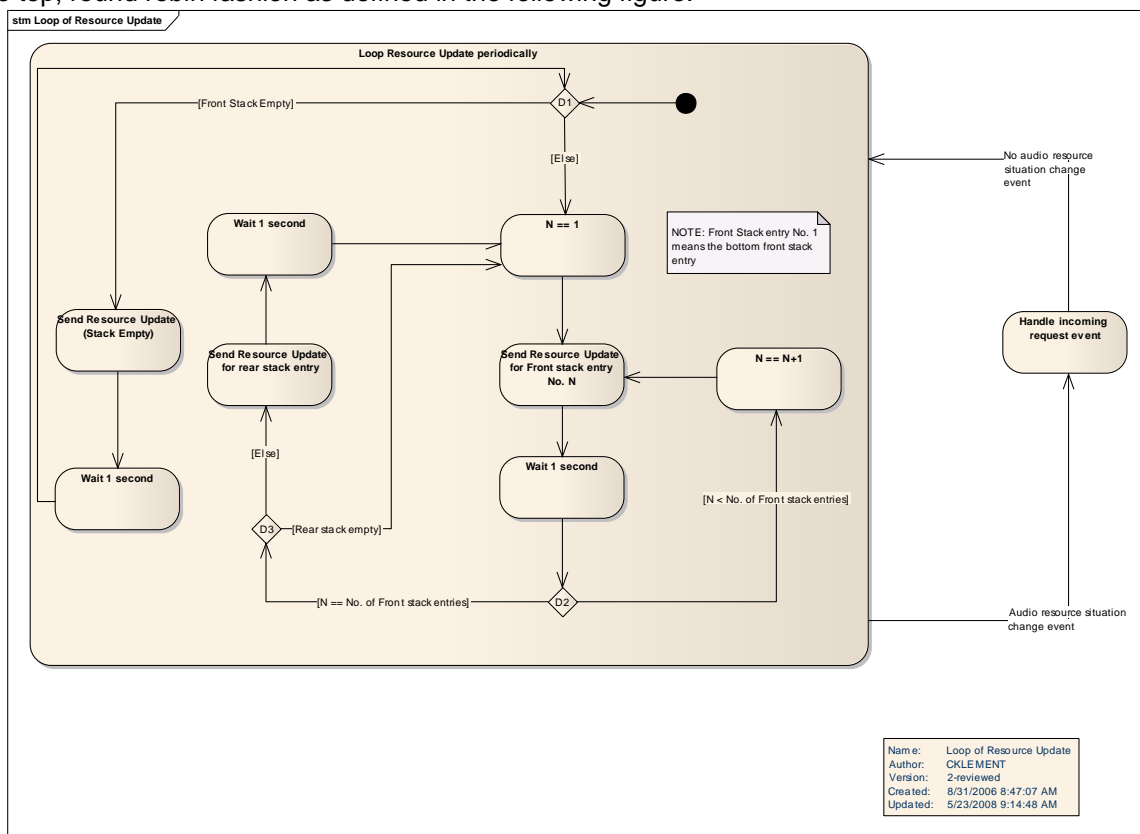 top, round robin fashion as defined in the following figure.
stm Loop of Resource Update
Loop Resource Update periodically
[Front Stack Empty]
D1
[Else]
No audio resource
situation change
event
Wait 1 second
N == 1
NOTE: Front Stack entry No. 1
means the bottom front stack
entry
Send Resource Update
(Stack Empty)
Handle incoming
request event
Send Resource Update
for rear stack entry
Send Resource Update
for Front stack entry
No. N
N == N+1
[Else]
Wait 1 second
Wait 1 second
[N < No. of Front stack entries]
D3
[Rear stack empty]
[N == No. of Front stack entries]
D2
Audio resource situation
change event
Name: Loop of Resource Update
Author: CKLEMENT
Version: 2-reviewed
Created: 8/31/2006 8:47:07 AM
Updated: 5/23/2008 9:14:48 AM